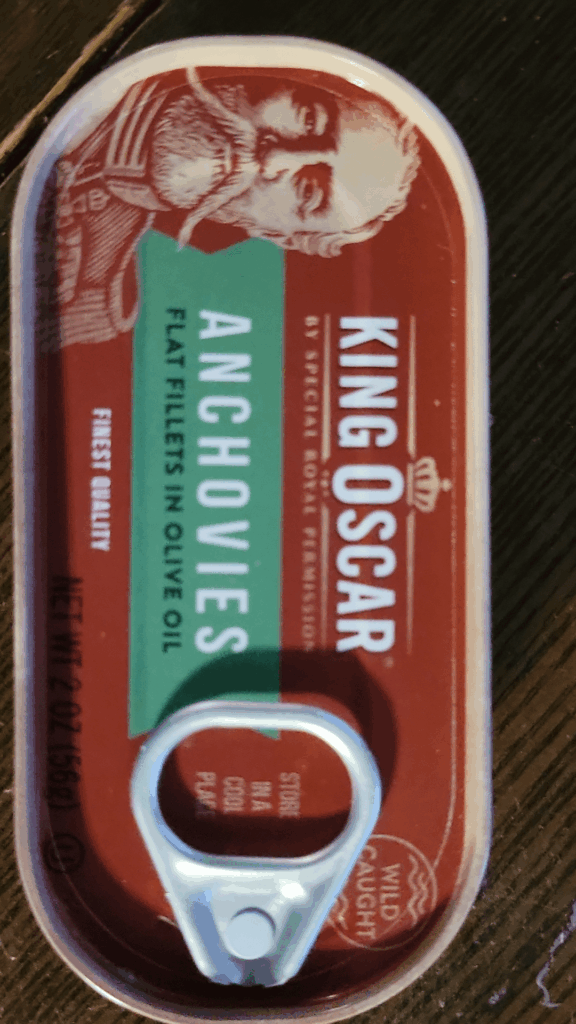 KING OSCAR®
BY SPECIAL ROYAL PERMISSION
ANCHOVIES
FLAT FILLETS IN OLIVE OIL
FINEST QUALITY
NET WT 2 OZ (56g) U
STORE
IN A
COOL
PLACE
WILD
CAUGHT